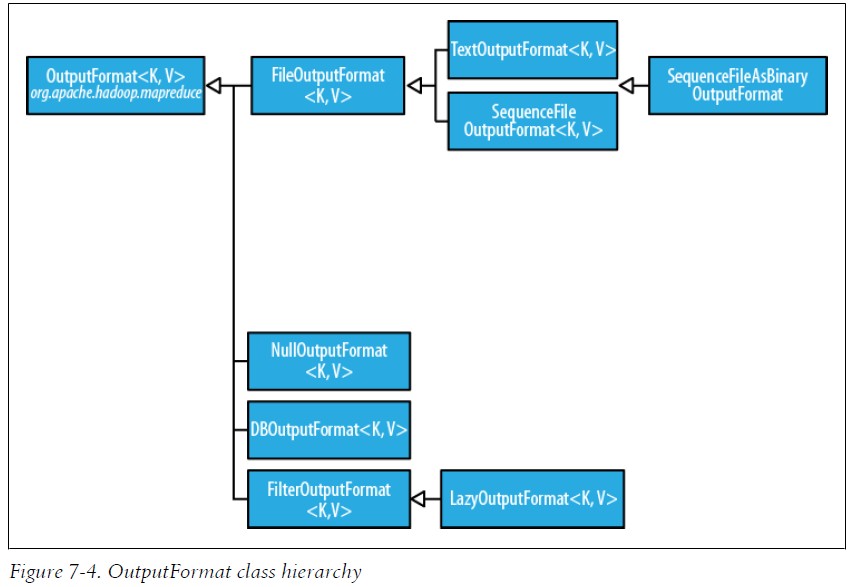 OutputFormat<K, V>
org.apache.hadoop.mapreduce
FileOutputFormat
<K, V>
TextOutputFormat<K, V>
SequenceFile
OutputFormat<K, V>
SequenceFileAsBinary
OutputFormat
NullOutputFormat
<K, V>
DBOutputFormat<K, V>
FilterOutputFormat
<K,V>
LazyOutputFormat<K, V>
Figure 7-4. OutputFormat class hierarchy